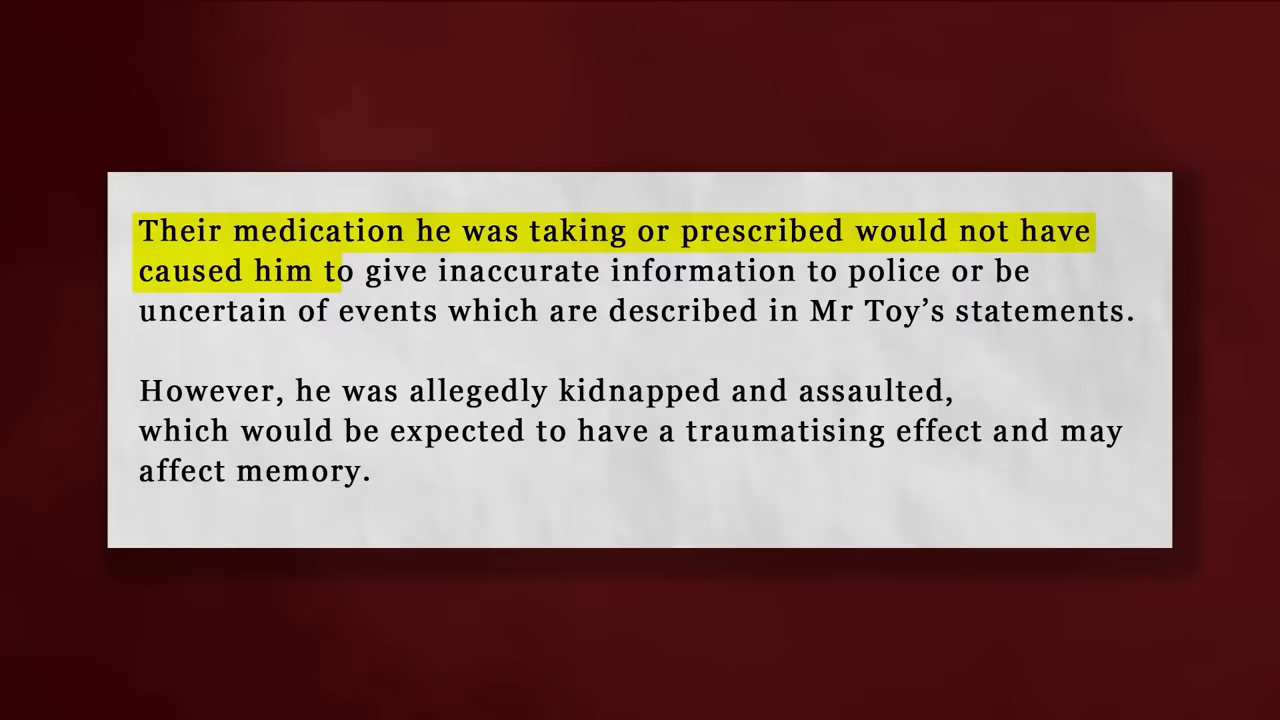 Their medication he was taking or prescribed would not have
caused him to give inaccurate information to police or be
uncertain of events which are described in Mr Toy’s statements.
However, he was allegedly kidnapped and assaulted,
which would be expected to have a traumatising effect and may
affect memory.